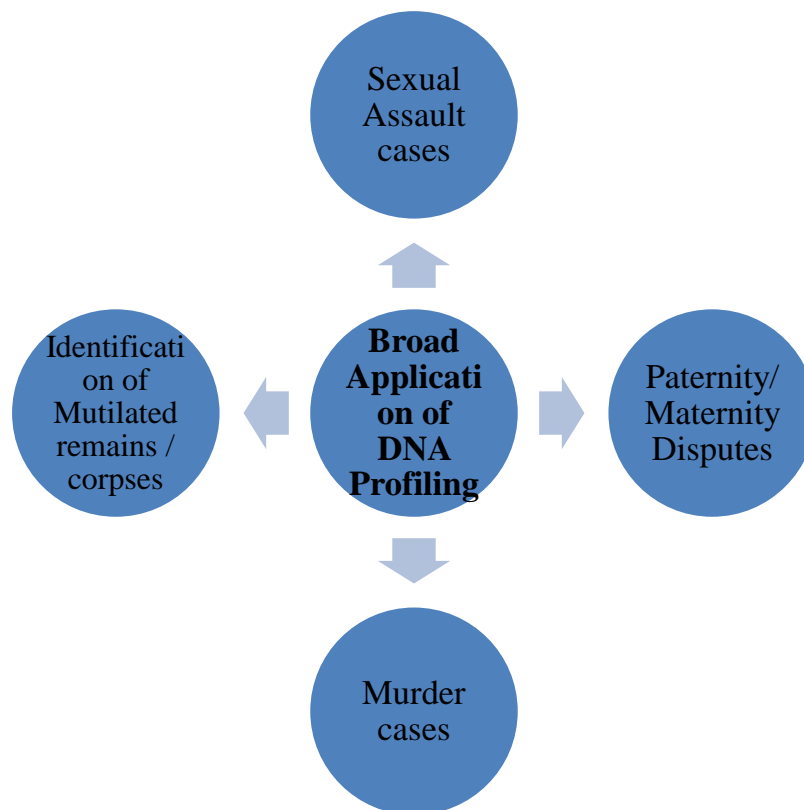 Sexual
Assault
cases
Identificati
on of
Mutilated
remains /
corpses
Broad
Applicati
on of
DNA
Profiling
Paternity/
Maternity
Disputes
Murder
cases